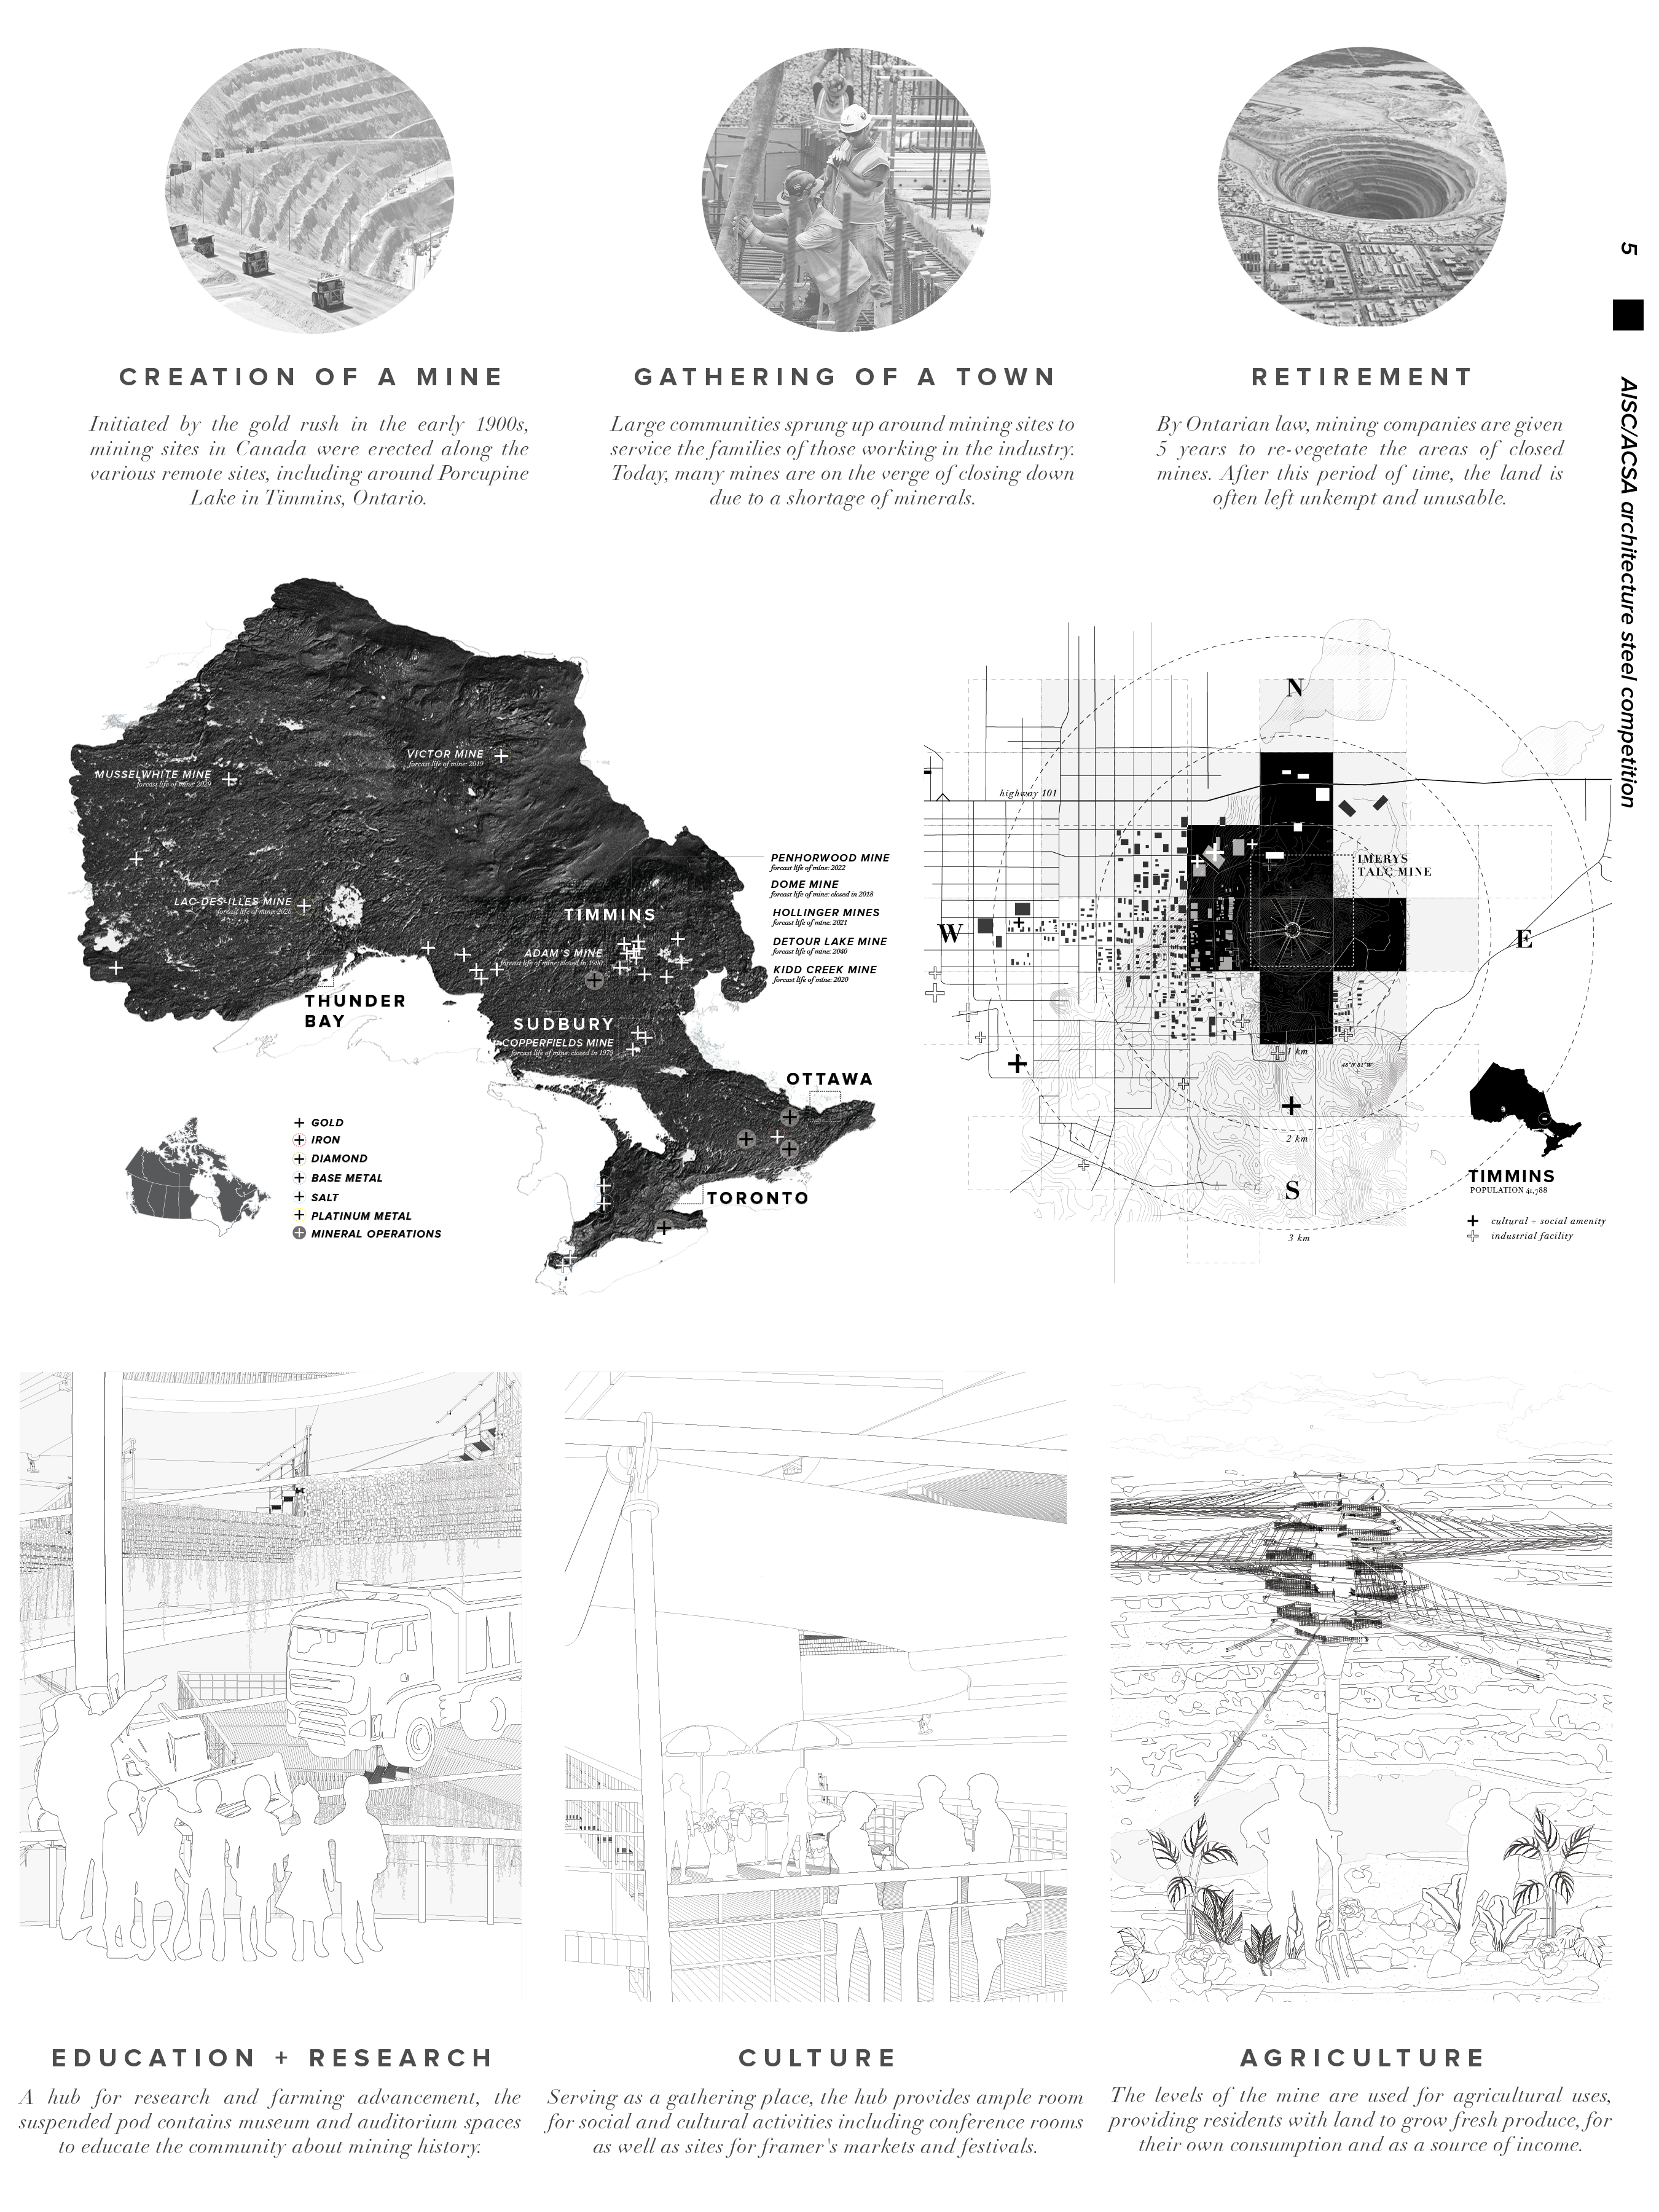 CREATION OF A MINE
Initiated by the gold rush in the early 1900s,
mining sites in Canada were erected along the
various remote sites, including around Porcupine
Lake in Timmins, Ontario.
GATHERING OF A TOWN
Large communities sprung up around mining sites to
service the families of those working in the industry.
Today, many mines are on the verge of closing down
due to a shortage of minerals.
RETIREMENT
By Ontarian law, mining companies are given
5 years to re-vegetate the areas of closed
mines. After this period of time, the land is
often left unkempt and unusable.
5
AISC/ACSA architecture steel competition
VICTOR MINE
forcast life of mine: 2019
MUSSELWHITE MINE
forcast life of mine: 2029
LAC-DES-ILLES MINE
TIMMINS
ADAM'S MINE
forcast life of mine: closed in 1990
PENHORWOOD MINE
forcast life of mine: 2022
DOME MINE
forcast life of mine: closed in 2018
HOLLINGER MINES
forcast life of mine: 2021
DETOUR LAKE MINE
forcast life of mine: 2040
KIDD CREEK MINE
forcast life of mine: 2020
THUNDER
BAY
SUDBURY
COPPERFIELDS MINE
forcast life of mine: closed in 1979
OTTAWA
TORONTO
GOLD
IRON
DIAMOND
BASE METAL
SALT
PLATINUM METAL
MINERAL OPERATIONS
N
highway 101
IMERYS
TALC MINE
W
E
1 km
48°N 81°W
2 km
S
3 km
TIMMINS
POPULATION 41,788
cultural + social amenity
industrial facility
EDUCATION + RESEARCH
A hub for research and farming advancement, the
suspended pod contains museum and auditorium spaces
to educate the community about mining history.
CULTURE
Serving as a gathering place, the hub provides ample room
for social and cultural activities including conference rooms
as well as sites for framer's markets and festivals.
AGRICULTURE
The levels of the mine are used for agricultural uses,
providing residents with land to grow fresh produce, for
their own consumption and as a source of income.